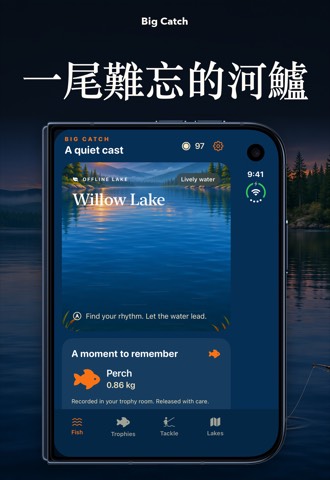 Big Catch
一尾難忘的河鱸
BIG CATCH
A quiet cast
97
9:41
OFFLINE LAKE
Lively water
Willow Lake
Find your rhythm. Let the water lead.
A moment to remember
Perch
0.86 kg
Recorded in your trophy room. Released with care.
Fish
Trophies
Tackle
Lakes